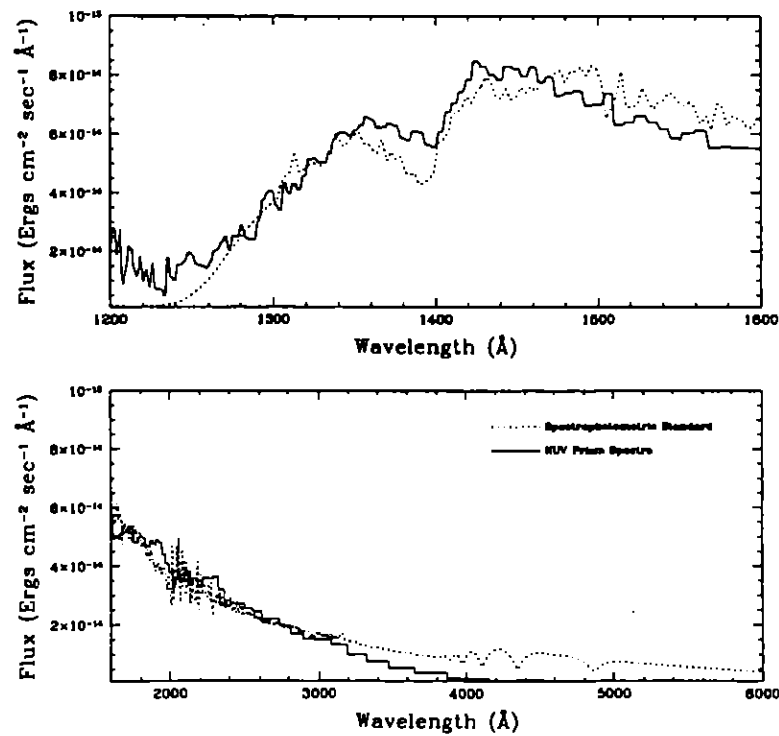 10⁻¹³
8×10⁻¹⁴
6×10⁻¹⁴
4×10⁻¹⁴
2×10⁻¹⁴
Flux (Ergs cm⁻² sec⁻¹ Å⁻¹)
1200 1300 1400 1500 1600
Wavelength (Å)
10⁻¹³
8×10⁻¹⁴
6×10⁻¹⁴
4×10⁻¹⁴
2×10⁻¹⁴
Flux (Ergs cm⁻² sec⁻¹ Å⁻¹)
Spectrophotometric Standard
NUV Prism Spectra
2000 3000 4000 5000 6000
Wavelength (Å)